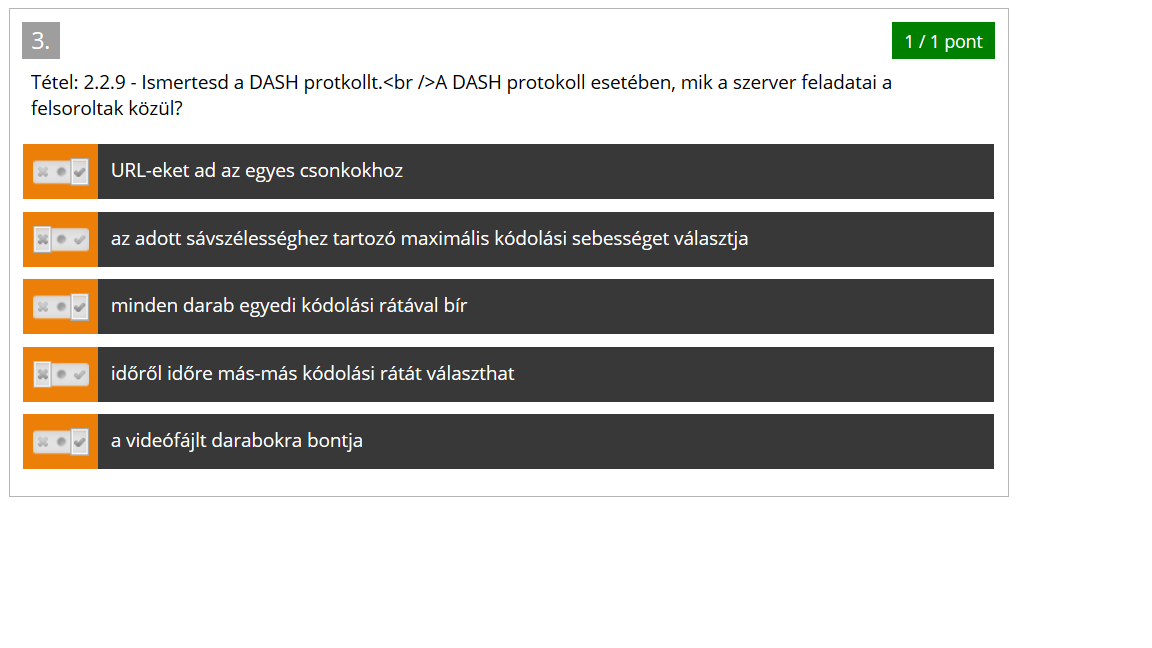 3.
1 / 1 pont
Tétel: 2.2.9 - Ismertesd a DASH protkollt.<br />A DASH protokoll esetében, mik a szerver feladatai a
felsoroltak közül?
URL-eket ad az egyes csonkokhoz
az adott sávszélességhez tartozó maximális kódolási sebességet választja
minden darab egyedi kódolási rátával bír
időről időre más-más kódolási rátát választhat
a videófájlt darabokra bontja